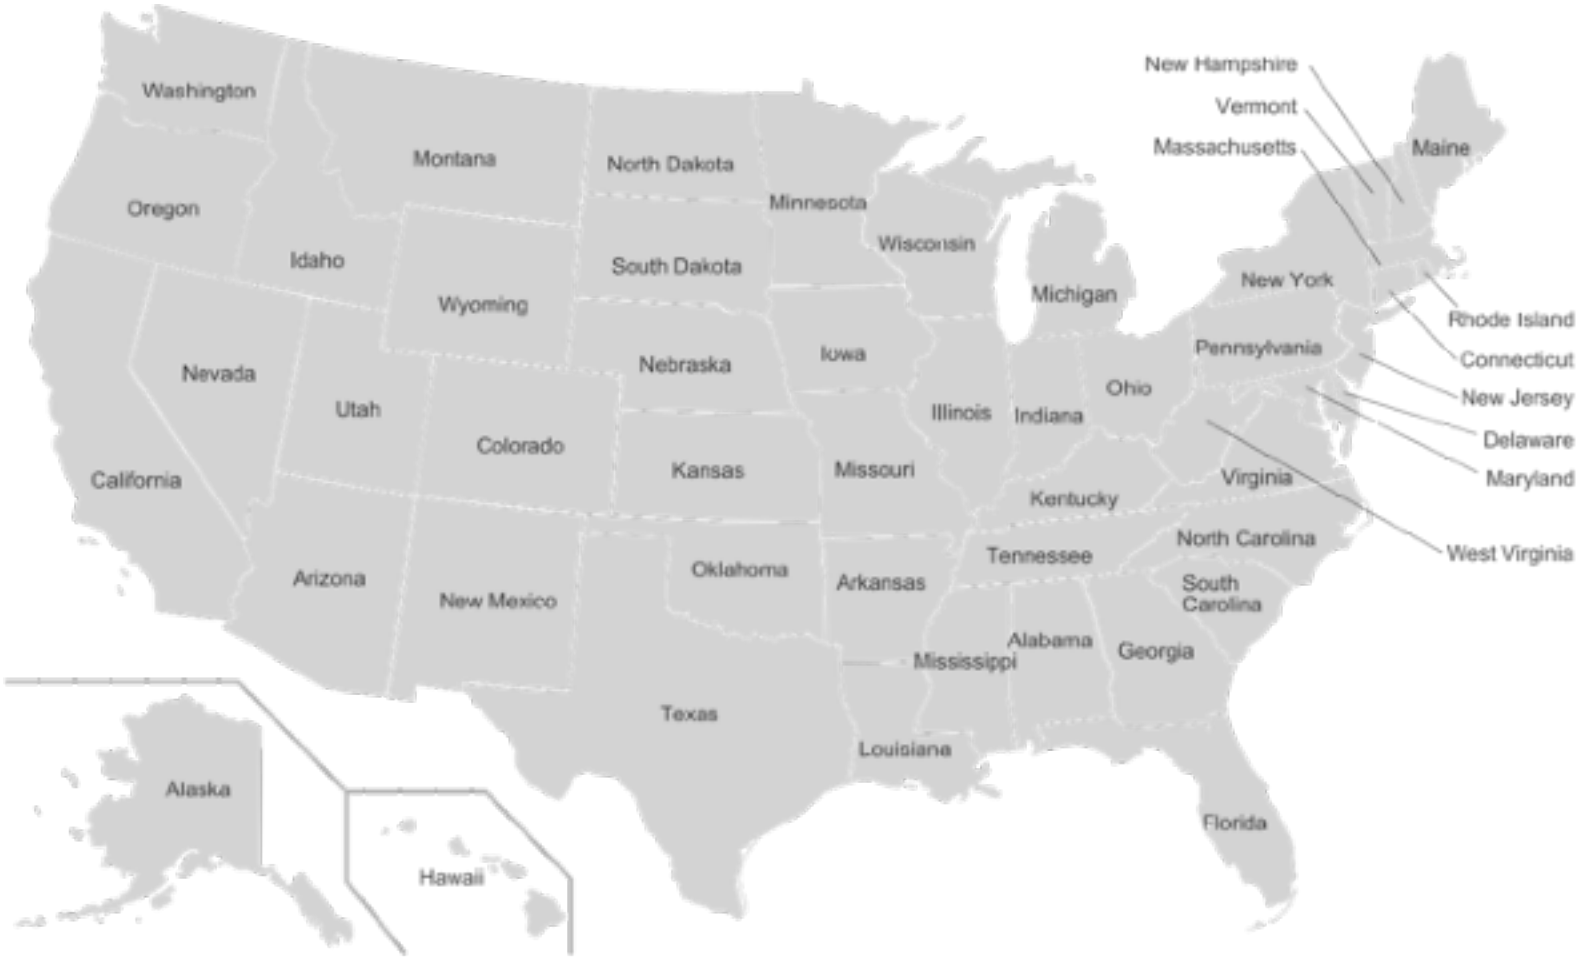 New Hampshire
Vermont
Massachusetts
Washington
Maine
Montana
North Dakota
Minnesota
Oregon
Wisconsin
Idaho
South Dakota
New York
Michigan
Wyoming
Rhode Island
Pennsylvania
Iowa
Connecticut
Nebraska
Nevada
Ohio
New Jersey
Utah
Illinois
Indiana
Delaware
Colorado
Kansas
Missouri
Virginia
Maryland
California
Kentucky
North Carolina
West Virginia
Tennessee
Oklahoma
Arizona
Arkansas
South
Carolina
New Mexico
Alabama
Georgia
Mississippi
Texas
Louisiana
Alaska
Florida
Hawaii